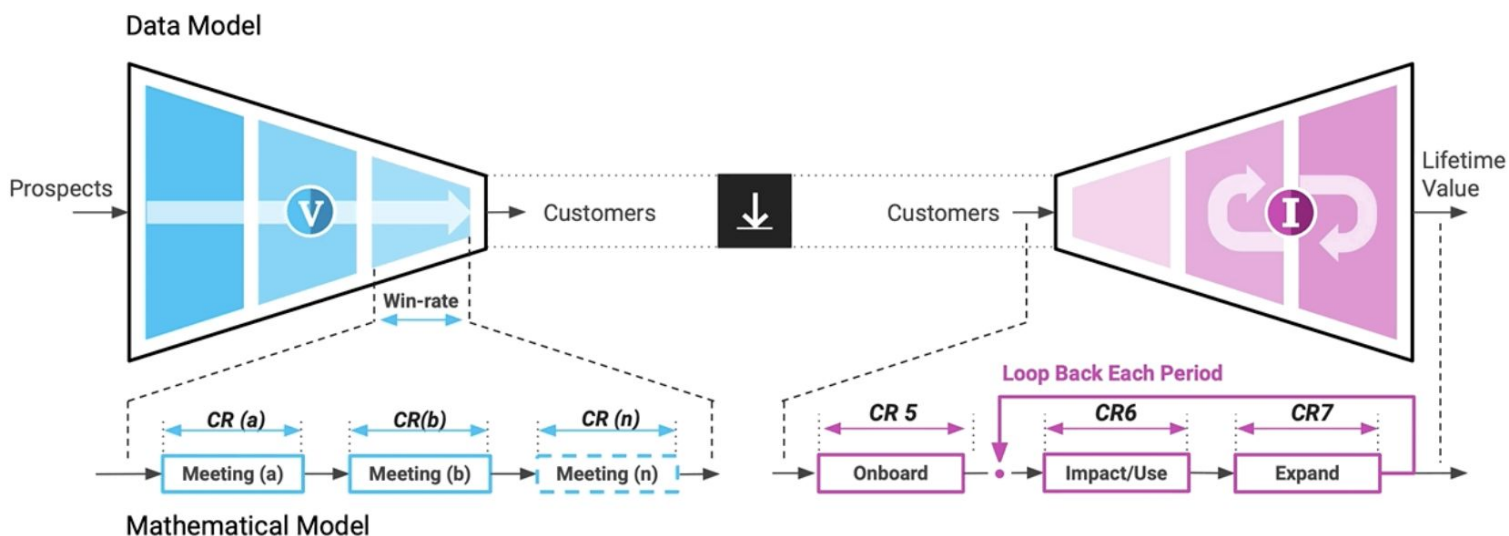 Data Model
Prospects
V
Customers
Customers
I
Lifetime
Value
Win-rate
Loop Back Each Period
CR (a)
CR(b)
CR (n)
CR 5
CR6
CR7
Meeting (a)
Meeting (b)
Meeting (n)
Onboard
Impact/Use
Expand
Mathematical Model